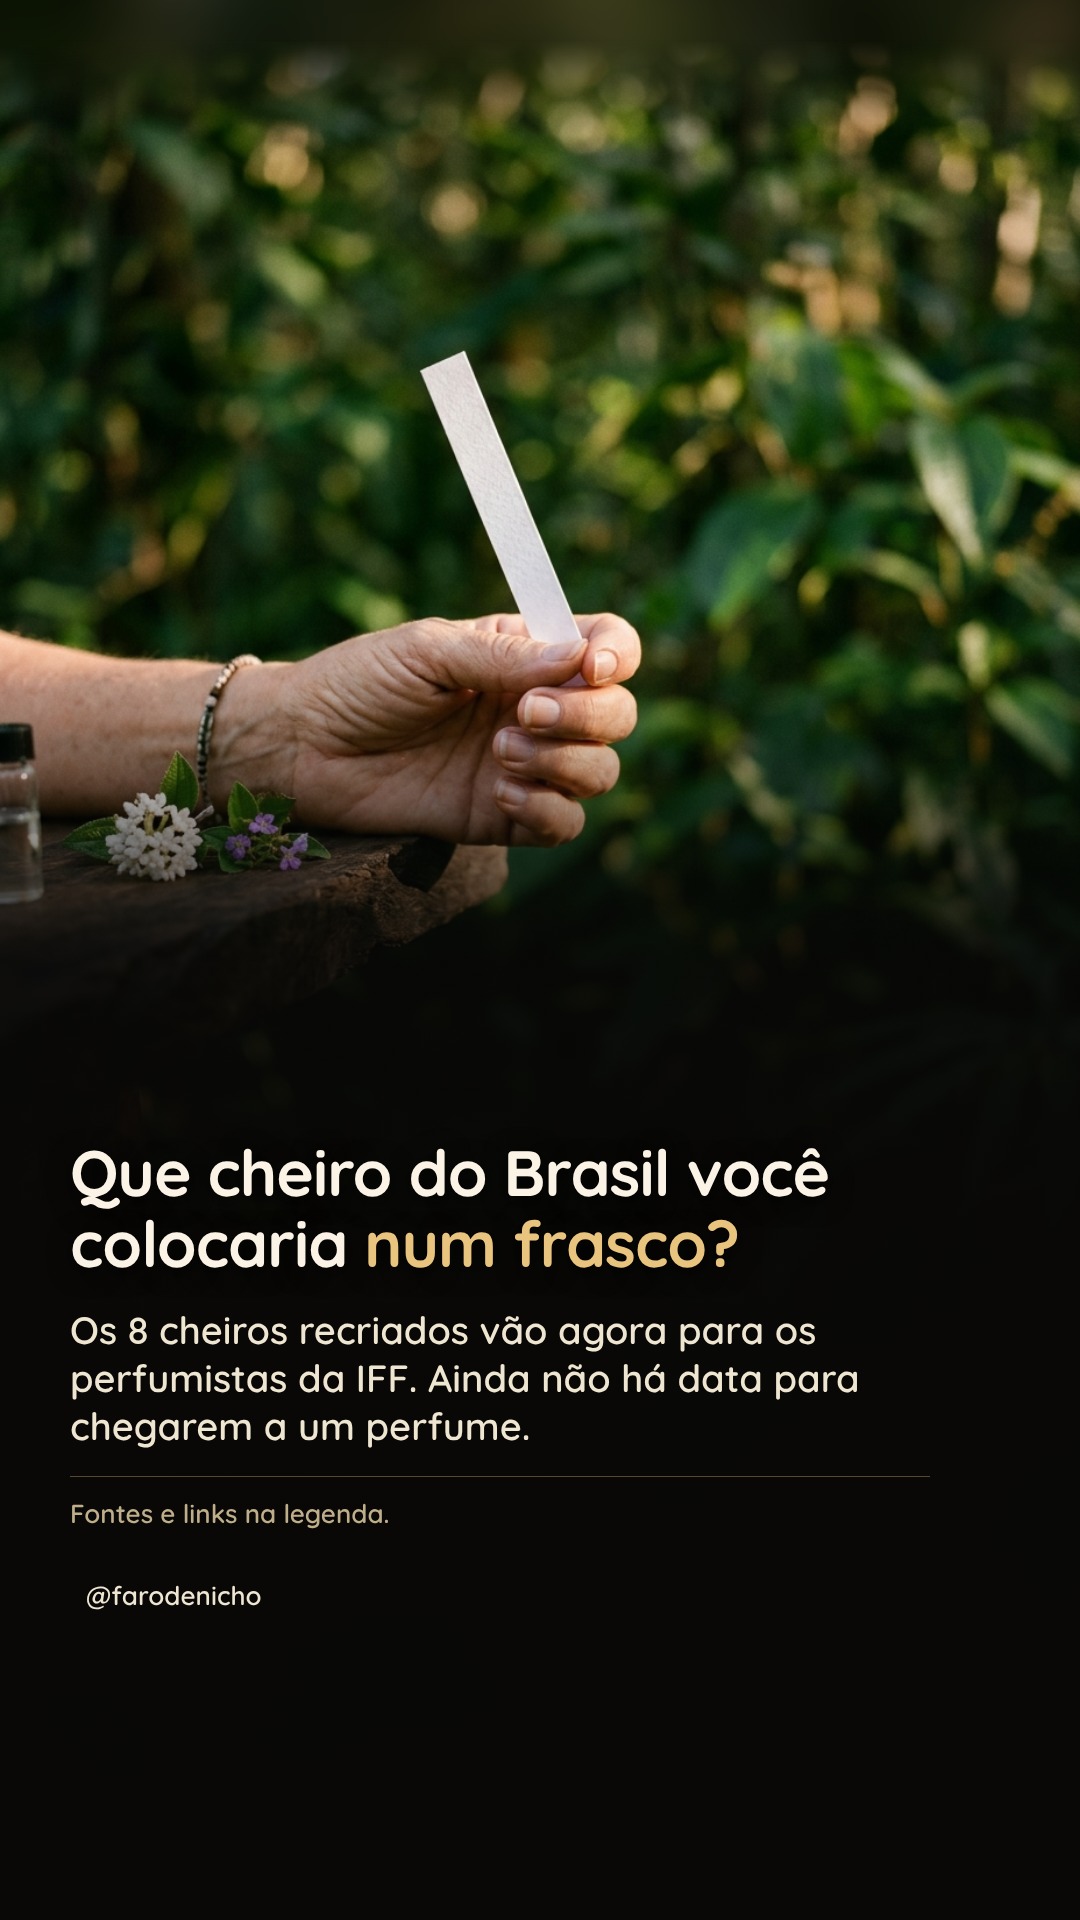 Que cheiro do Brasil você
colocaria num frasco?
Os 8 cheiros recriados vão agora para os
perfumistas da IFF. Ainda não há data para
chegarem a um perfume.
Fontes e links na legenda.
@farodenicho